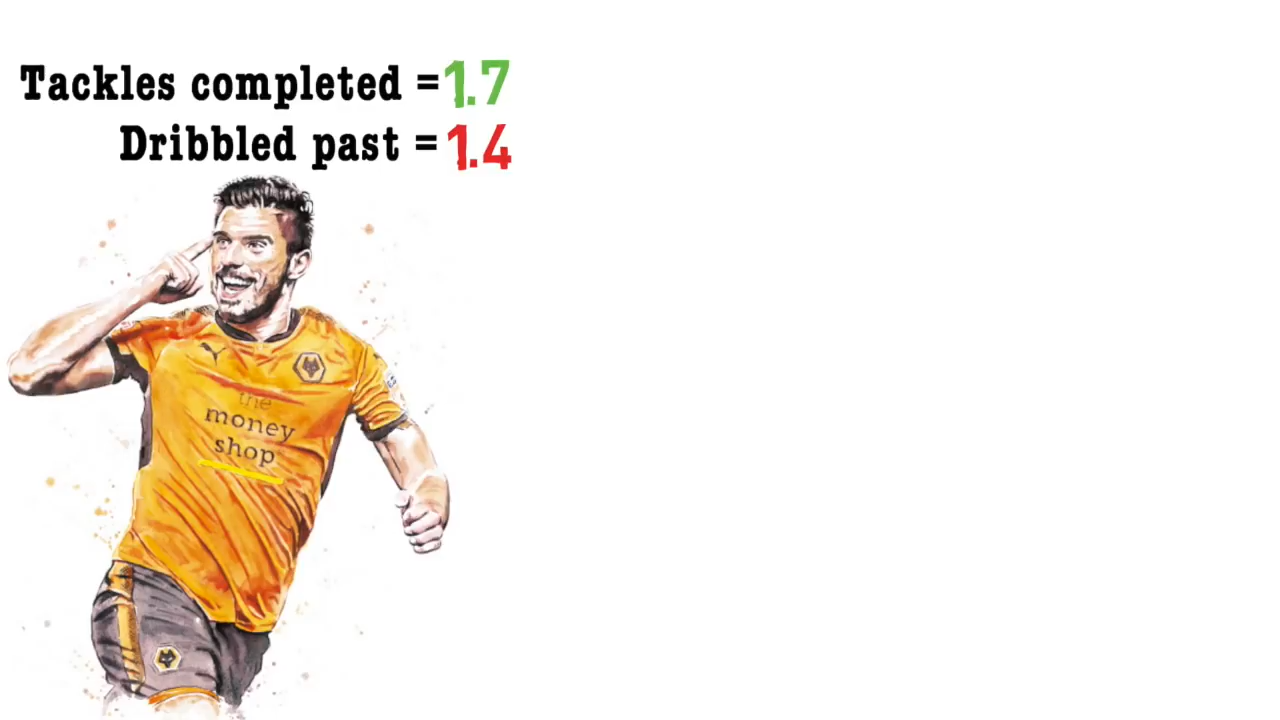 Tackles completed =1.7
Dribbled past =1.4
the
money
shop